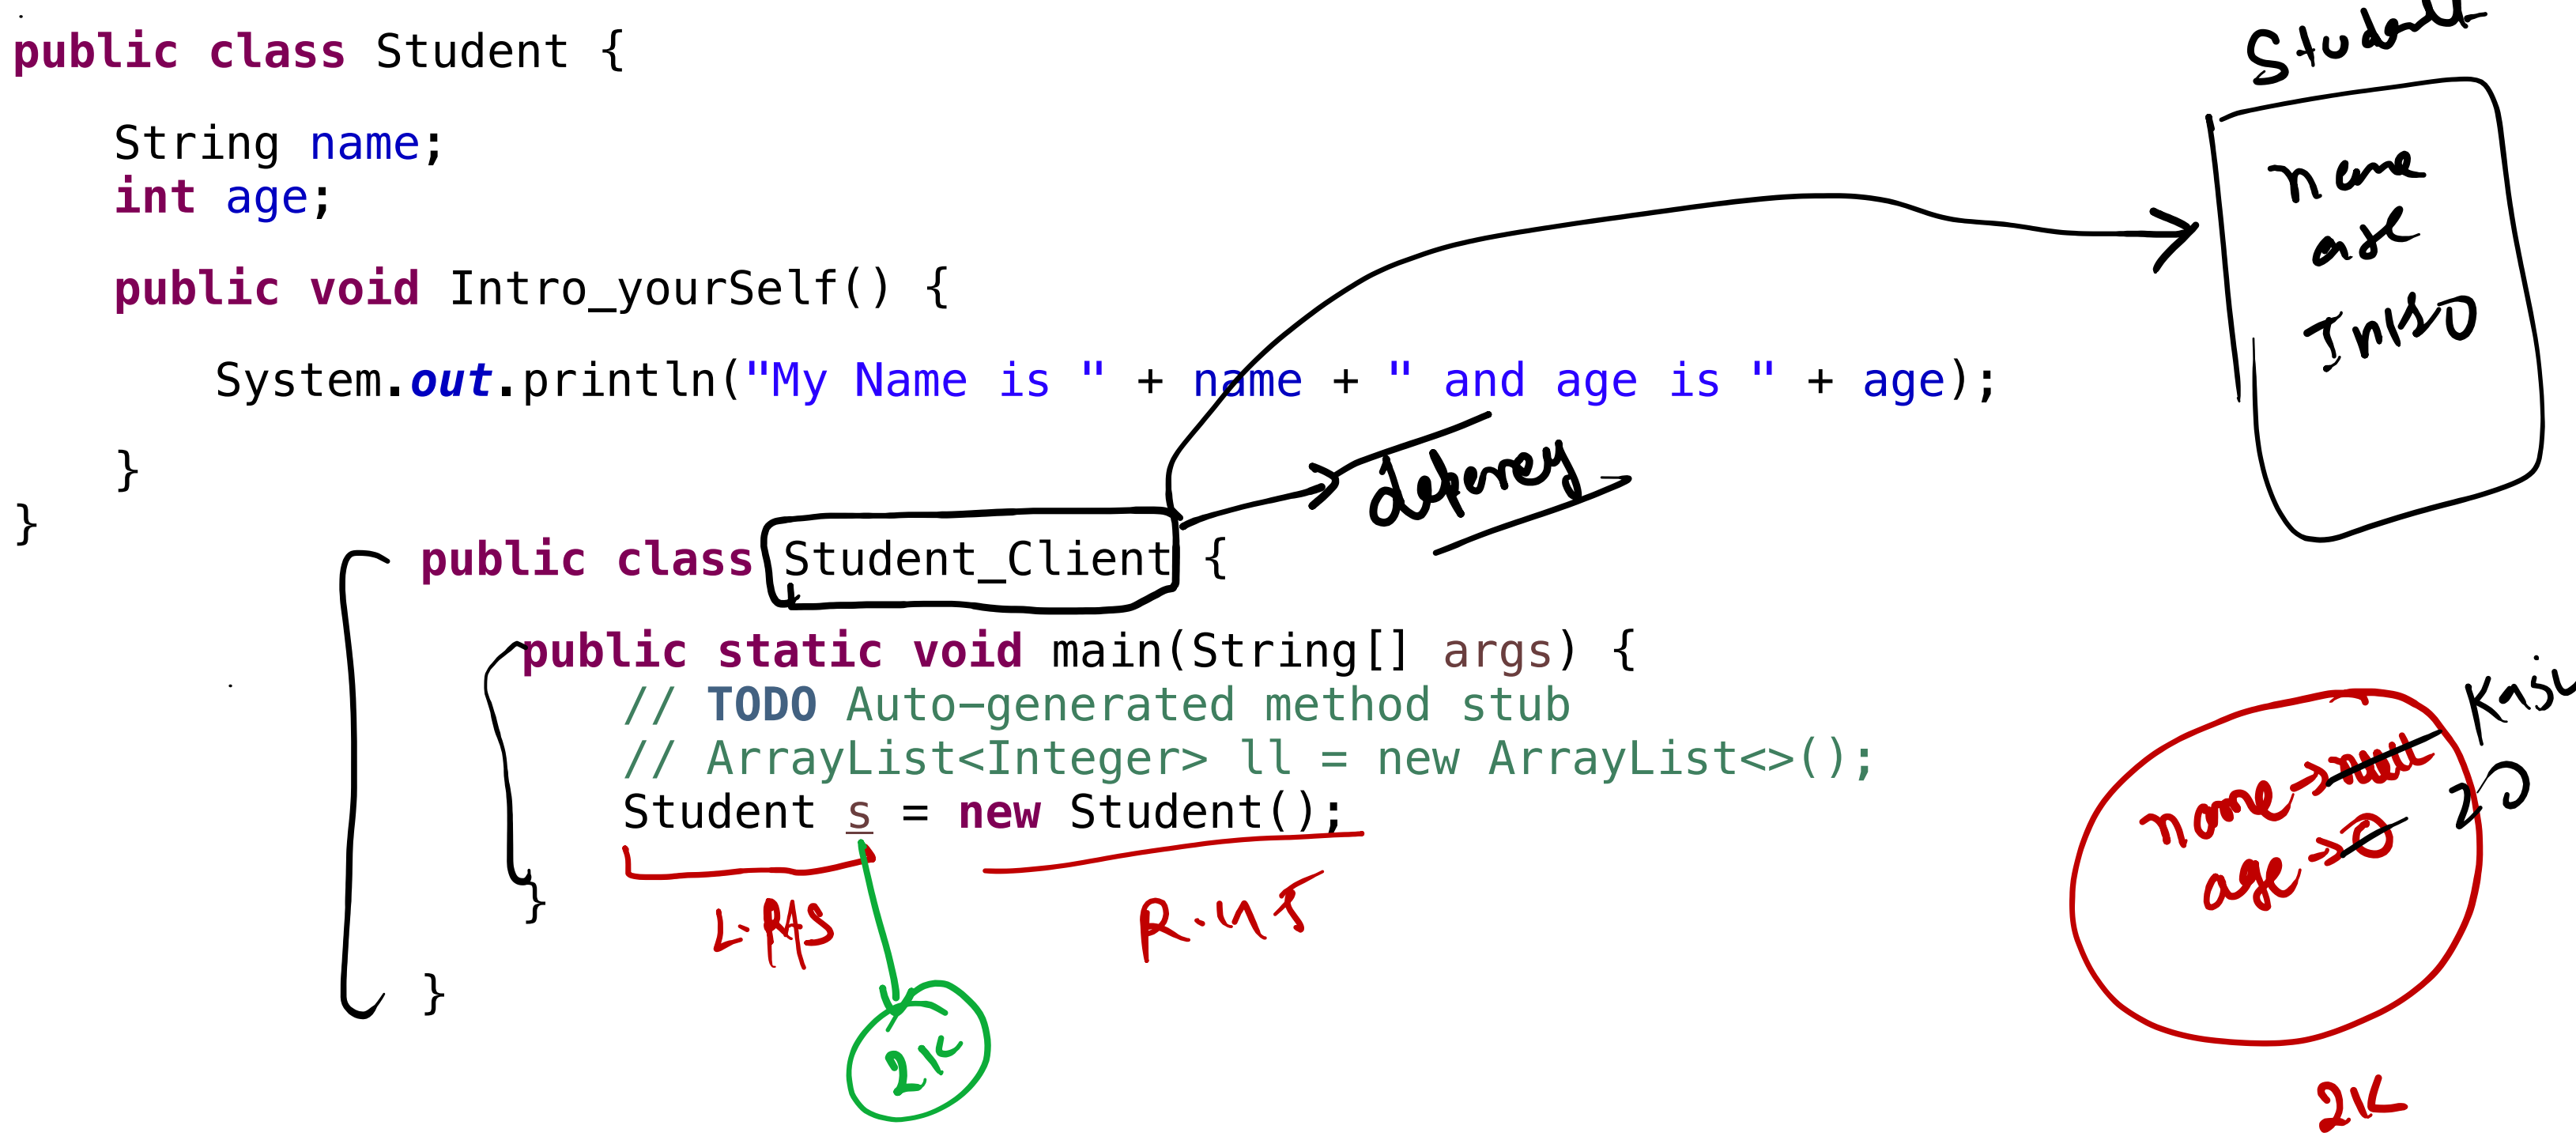 public class Student {
String name;
int age;
public void Intro_yourSelf() {
System.out.println("My Name is " + name + " and age is " + age);
}
}
public class Student_Client {
public static void main(String[] args) {
// TODO Auto-generated method stub
// ArrayList<Integer> ll = new ArrayList<>();
Student s = new Student();
}
}
Student
name
age
Intro
2K
name → null
age → 0 20
2K